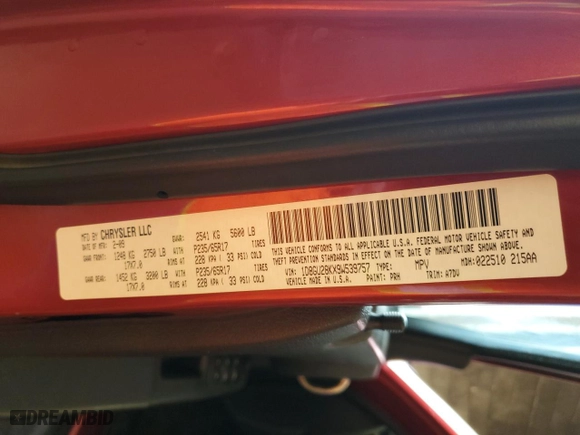 MFD BY CHRYSLER LLC
DATE OF MFR 2-09 GVWR: 2541 KG 5600 LB
GAWR FRONT: 1248 KG 2750 LB WITH P235/65R17 TIRES
17X7.0 RIMS AT 228 KPA ( 33 PSI) COLD
GAWR REAR: 1452 KG 3200 LB WITH P235/65R17 TIRES
17X7.0 RIMS AT 228 KPA ( 33 PSI) COLD
THIS VEHICLE CONFORMS TO ALL APPLICABLE U.S.A. FEDERAL MOTOR VEHICLE SAFETY
AND THEFT PREVENTION STANDARDS IN EFFECT ON THE DATE OF MANUFACTURE SHOWN ABOVE.
VIN: 1D8GU28KX9W539757 TYPE: MPV MDH: 022510 215AA
VEHICLE MADE IN U.S.A. PAINT: PRH TRIM: A7DV
DREAMBID